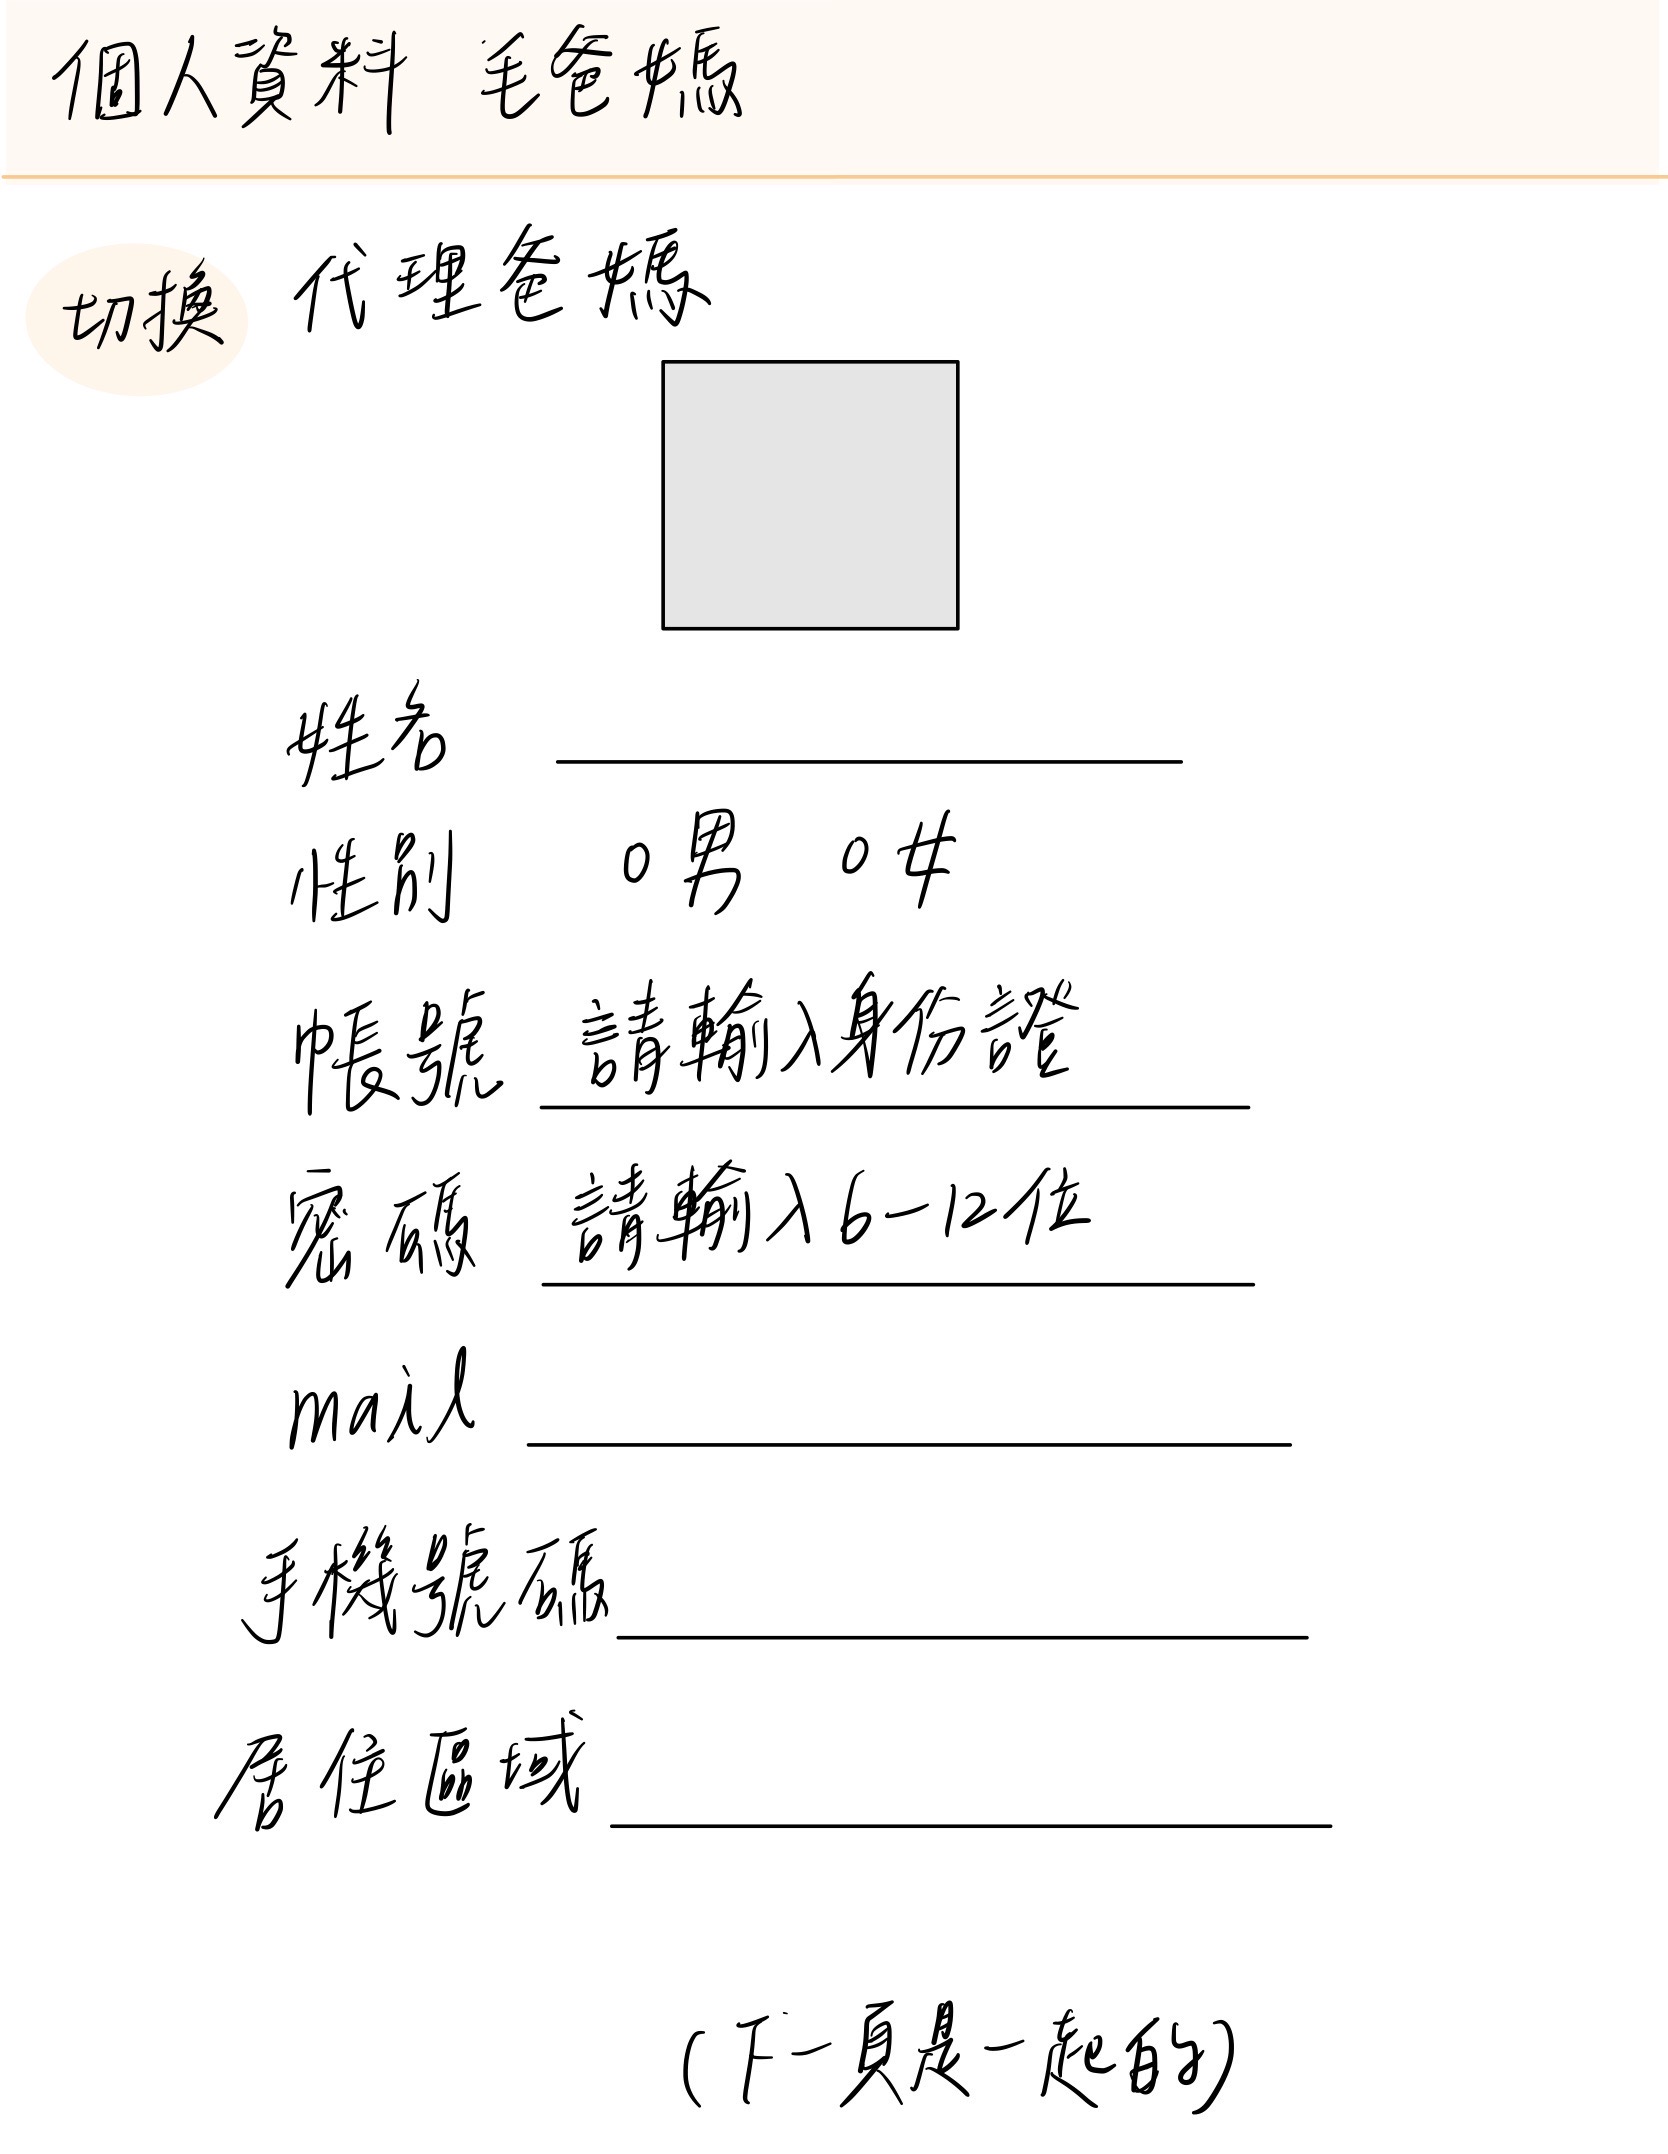 個人資料 毛爸媽
切換 代理爸媽
姓名
性別 o男 o女
帳號 請輸入身份證
密碼 請輸入6-12位
mail
手機號碼
居住區域
(下一頁是一起的)